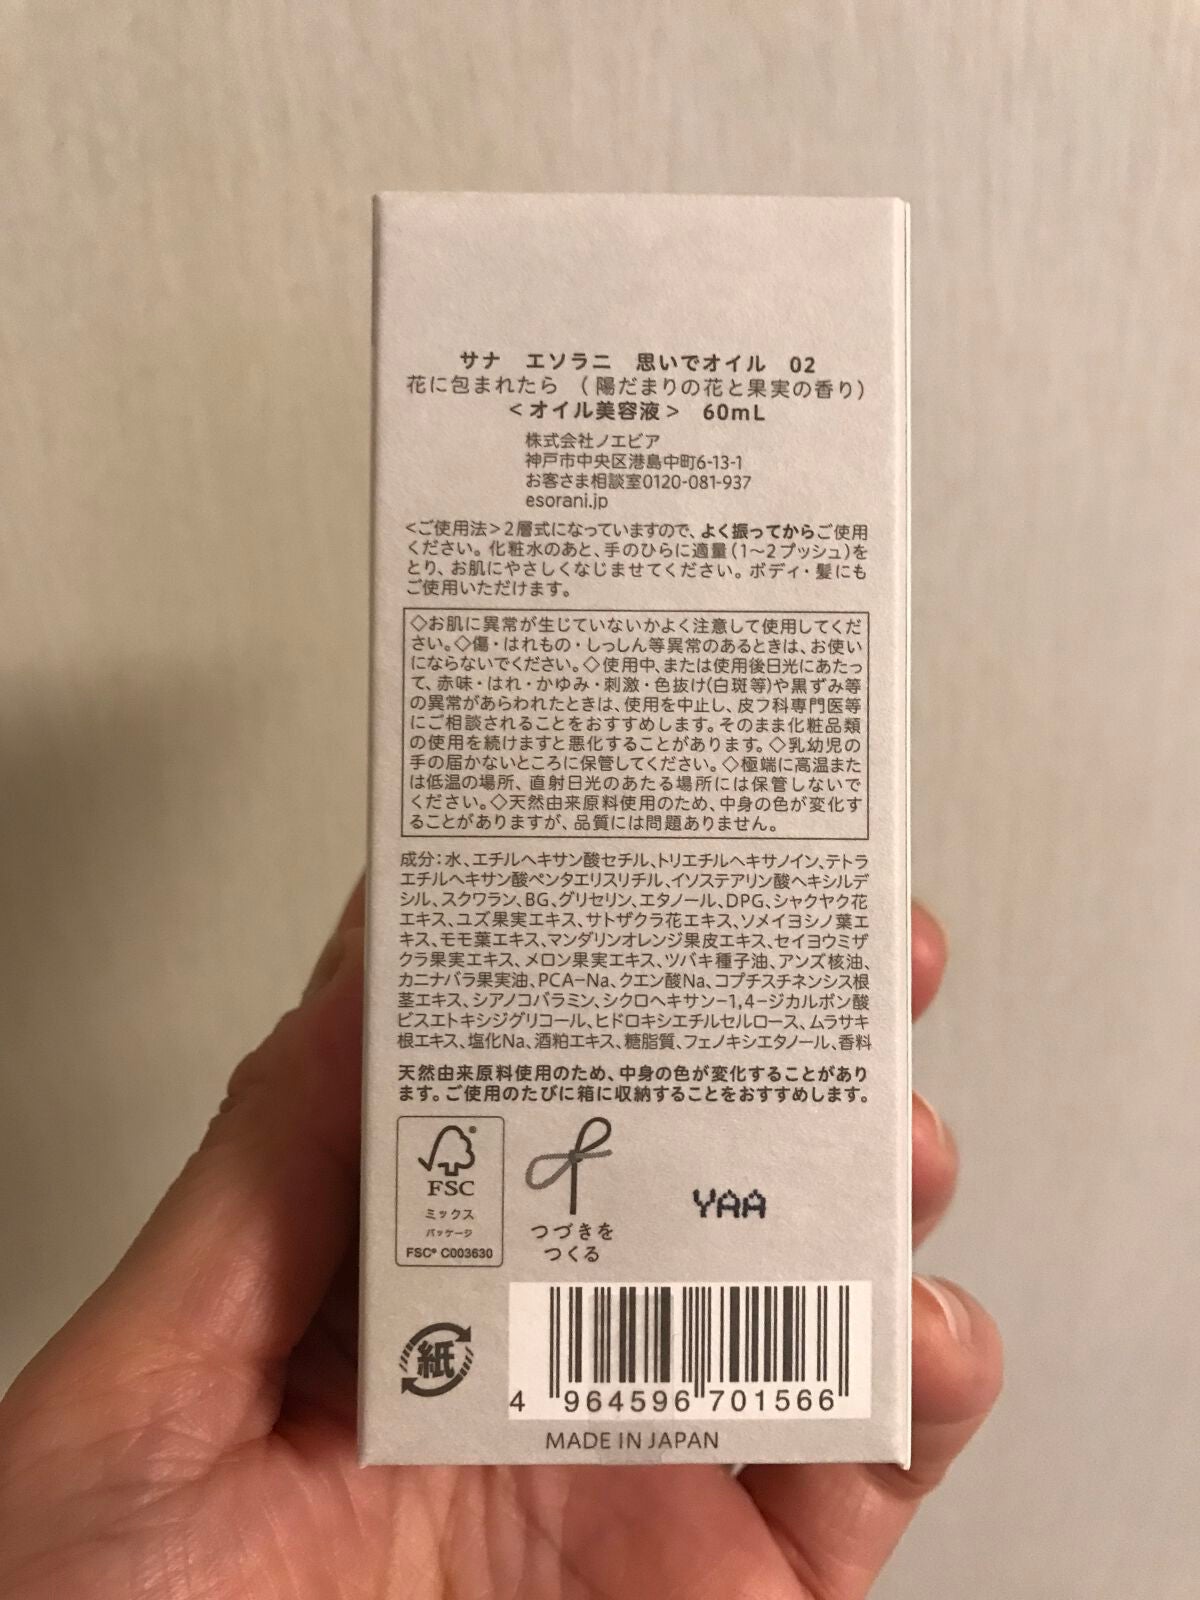 サナ エソラニ 思いでオイル 02
花に包まれたら (陽だまりの花と果実の香り)
<オイル美容液> 60mL
株式会社ノエビア
神戸市中央区港島中町6-13-1
お客さま相談室0120-081-937
esorani.jp
<ご使用法>2層式になっていますので、よく振ってからご使用
ください。化粧水のあと、手のひらに適量(1~2プッシュ)を
とり、お肌にやさしくなじませてください。ボディ・髪にも
ご使用いただけます。
◇お肌に異常が生じていないかよく注意して使用してくだ
さい。◇傷・はれもの・しっしん等異常のあるときは、お使い
にならないでください。◇使用中、または使用後日光にあたっ
て、赤味・はれ・かゆみ・刺激・色抜け(白斑等)や黒ずみ等
の異常があらわれたときは、使用を中止し、皮フ科専門医等
にご相談されることをおすすめします。そのまま化粧品類
の使用を続けますと悪化することがあります。◇乳幼児の
手の届かないところに保管してください。◇極端に高温また
は低温の場所、直射日光のあたる場所には保管しないで
ください。◇天然由来原料使用のため、中身の色が変化す
ることがありますが、品質には問題ありません。
成分:水、エチルヘキサン酸セチル、トリエチルヘキサノイン、テトラ
エチルヘキサン酸ペンタエリスリチル、イソステアリン酸ヘキシルデ
シル、スクワラン、BG、グリセリン、エタノール、DPG、シャクヤク花
エキス、ユズ果実エキス、サトザクラ花エキス、ソメイヨシノ葉エ
キス、モモ葉エキス、マンダリンオレンジ果皮エキス、セイヨウミザ
クラ果実エキス、メロン果実エキス、ツバキ種子油、アンズ核油、
カニナバラ果実油、PCA-Na、クエン酸Na、コプチスチネンシス根
茎エキス、シアノコバラミン、シクロヘキサン-1,4-ジカルボン酸
ビスエトキシジグリコール、ヒドロキシエチルセルロース、ムラサキ
根エキス、塩化Na、酒粕エキス、糖脂質、フェノキシエタノール、香料
天然由来原料使用のため、中身の色が変化することがあり
ます。ご使用のたびに箱に収納することをおすすめします。
FSC
ミックス
パッケージ
FSC® C003630
つづきを
つくる
YAA
紙
4 964596 701566
MADE IN JAPAN